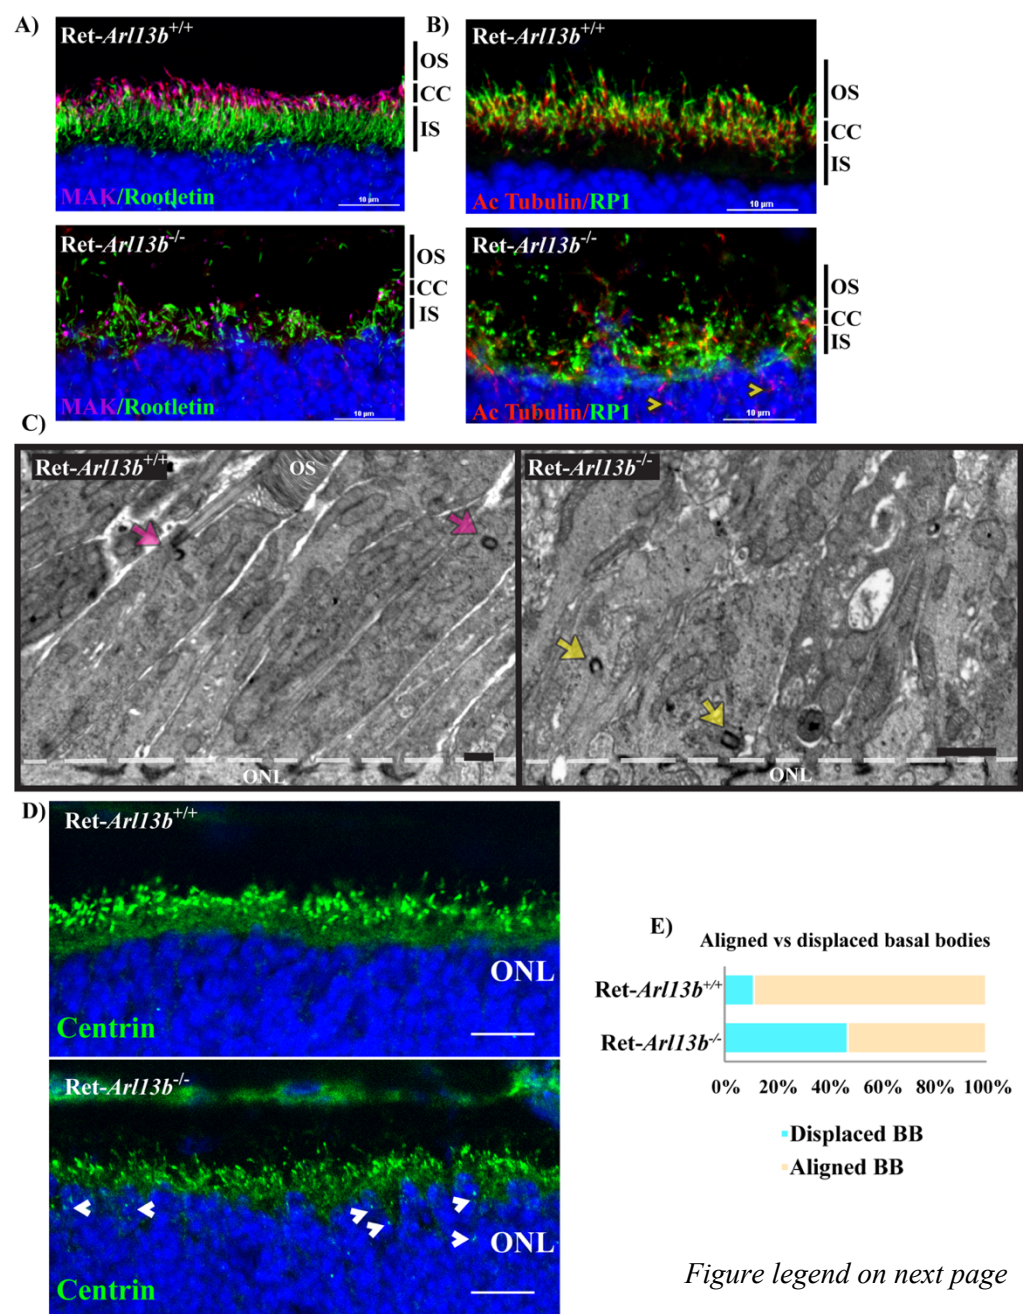 A)
Ret-Arl13b+/+
OS
CC
IS
MAK/Rootletin
10 μm
Ret-Arl13b-/-
OS
CC
IS
MAK/Rootletin
10 μm
B)
Ret-Arl13b+/+
OS
CC
IS
Ac Tubulin/RP1
10 μm
Ret-Arl13b-/-
OS
CC
IS
Ac Tubulin/RP1
10 μm
C)
Ret-Arl13b+/+
OS
ONL
Ret-Arl13b-/-
ONL
D)
Ret-Arl13b+/+
ONL
Centrin
Ret-Arl13b-/-
ONL
Centrin
E)
Aligned vs displaced basal bodies
Ret-Arl13b+/+
Ret-Arl13b-/-
0% 20% 40% 60% 80% 100%
Displaced BB
Aligned BB
Figure legend on next page